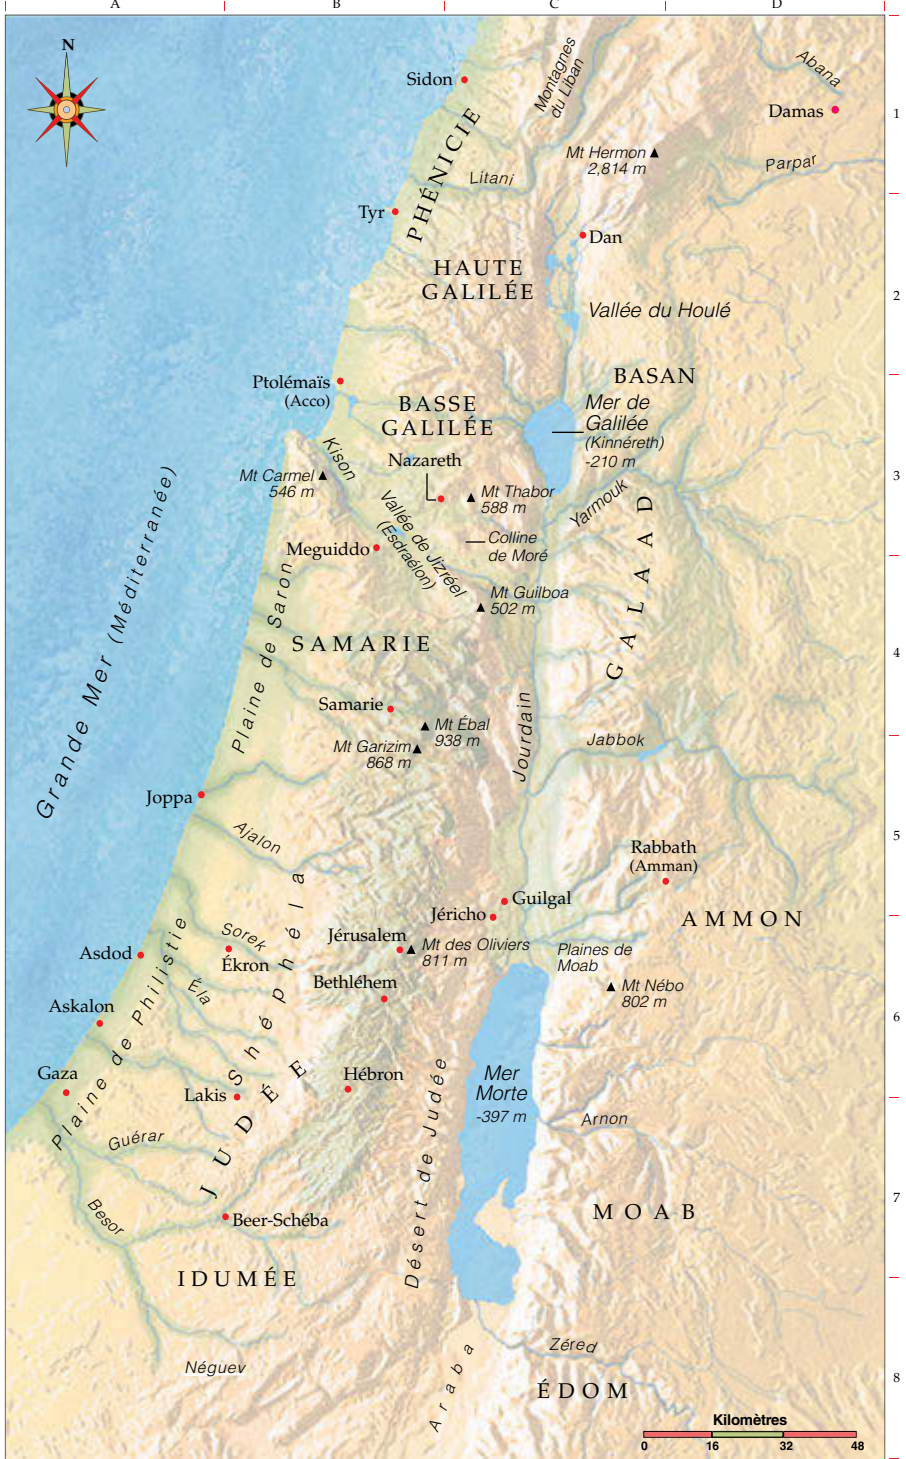 A
B
C
D
N
1
2
3
4
5
6
7
8
Sidon
Montagnes
du Liban
Abana
Damas
PHÉNICIE
Mt Hermon
2,814 m
Litani
Parpar
Tyr
Dan
HAUTE
GALILÉE
Vallée du Houlé
BASAN
Ptolémaïs
(Acco)
BASSE
GALILÉE
Mer de
Galilée
(Kinnéreth)
-210 m
Kison
Nazareth
Mt Carmel
546 m
Mt Thabor
588 m
Yarmouk
Vallée de Jizréel
(Esdraélon)
Colline
de Moré
Meguiddo
GALAAD
Mt Guilboa
502 m
Grande Mer (Méditerranée)
Plaine de Saron
SAMARIE
Samarie
Mt Ébal
938 m
Mt Garizim
868 m
Jourdain
Jabbok
Joppa
Ajalon
Rabbath
(Amman)
Guilgal
Jéricho
AMMON
Shéphéla
Sorek
Jérusalem
Mt des Oliviers
811 m
Plaines de
Moab
Asdod
Ékron
Plaine de Philistie
Éla
Bethléhem
Mt Nébo
802 m
Askalon
Gaza
Hébron
Lakis
JUDÉE
Mer
Morte
-397 m
Désert de Judée
Arnon
Guérar
Besor
Beer-Schéba
MOAB
IDUMÉE
Zéred
Néguev
Araba
ÉDOM
Kilomètres
0
16
32
48